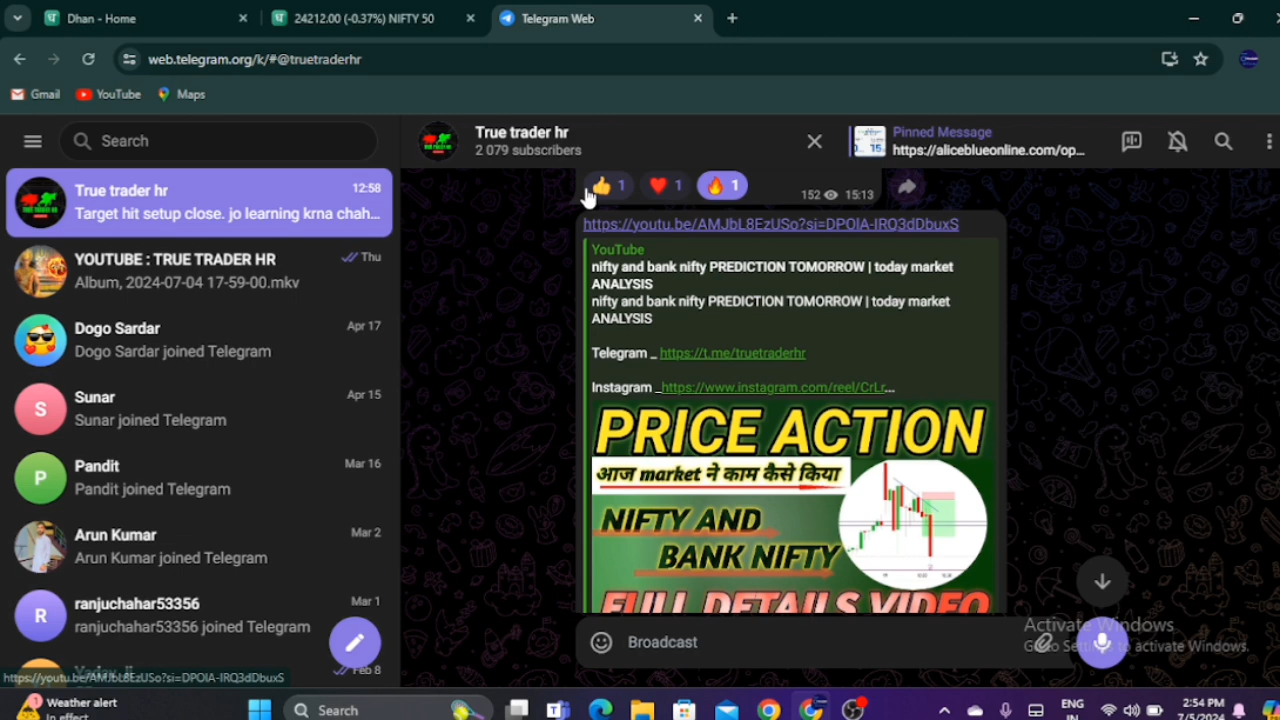 Dhan - Home
24212.00 (-0.37%) NIFTY 50
Telegram Web
web.telegram.org/k/#@truetraderhr
Gmail
YouTube
Maps
Search
True trader hr
2 079 subscribers
Pinned Message
https://aliceblueonline.com/op...
True trader hr
12:58
Target hit setup close. jo learning krna chah...
YOUTUBE : TRUE TRADER HR
Thu
Album, 2024-07-04 17-59-00.mkv
Dogo Sardar
Apr 17
Dogo Sardar joined Telegram
Sunar
Apr 15
S
Sunar joined Telegram
Pandit
Mar 16
P
Pandit joined Telegram
Arun Kumar
Mar 2
Arun Kumar joined Telegram
ranjuchahar53356
Mar 1
R
ranjuchahar53356 joined Telegram
Feb 8
https://youtu.be/AMJbL8EzUSo?si=DPOlA-IRQ3dDbuxS
1
1
1
152
15:13
https://youtu.be/AMJbL8EzUSo?si=DPOlA-IRQ3dDbuxS
YouTube
nifty and bank nifty PREDICTION TOMORROW | today market
ANALYSIS
nifty and bank nifty PREDICTION TOMORROW | today market
ANALYSIS
Telegram _ https://t.me/truetraderhr
Instagram _https://www.instagram.com/reel/CrLr...
PRICE ACTION
आज market ने काम कैसे किया
NIFTY AND
BANK NIFTY
FULL DETAILS VIDEO
Broadcast
Activate Windows
Go to Settings to activate Windows.
1
Weather alert
In effect
Search
ENG
IN
2:54 PM
7/5/2024